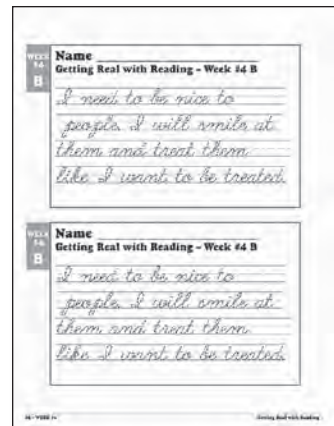 WEEK
#4
B
Name
Getting Real with Reading – Week #4 B
I need to be nice to
people. I will smile at
them and treat them
like I want to be treated.
WEEK
#4
B
Name
Getting Real with Reading – Week #4 B
I need to be nice to
people. I will smile at
them and treat them
like I want to be treated.
WEEK #4
Getting Real with Reading